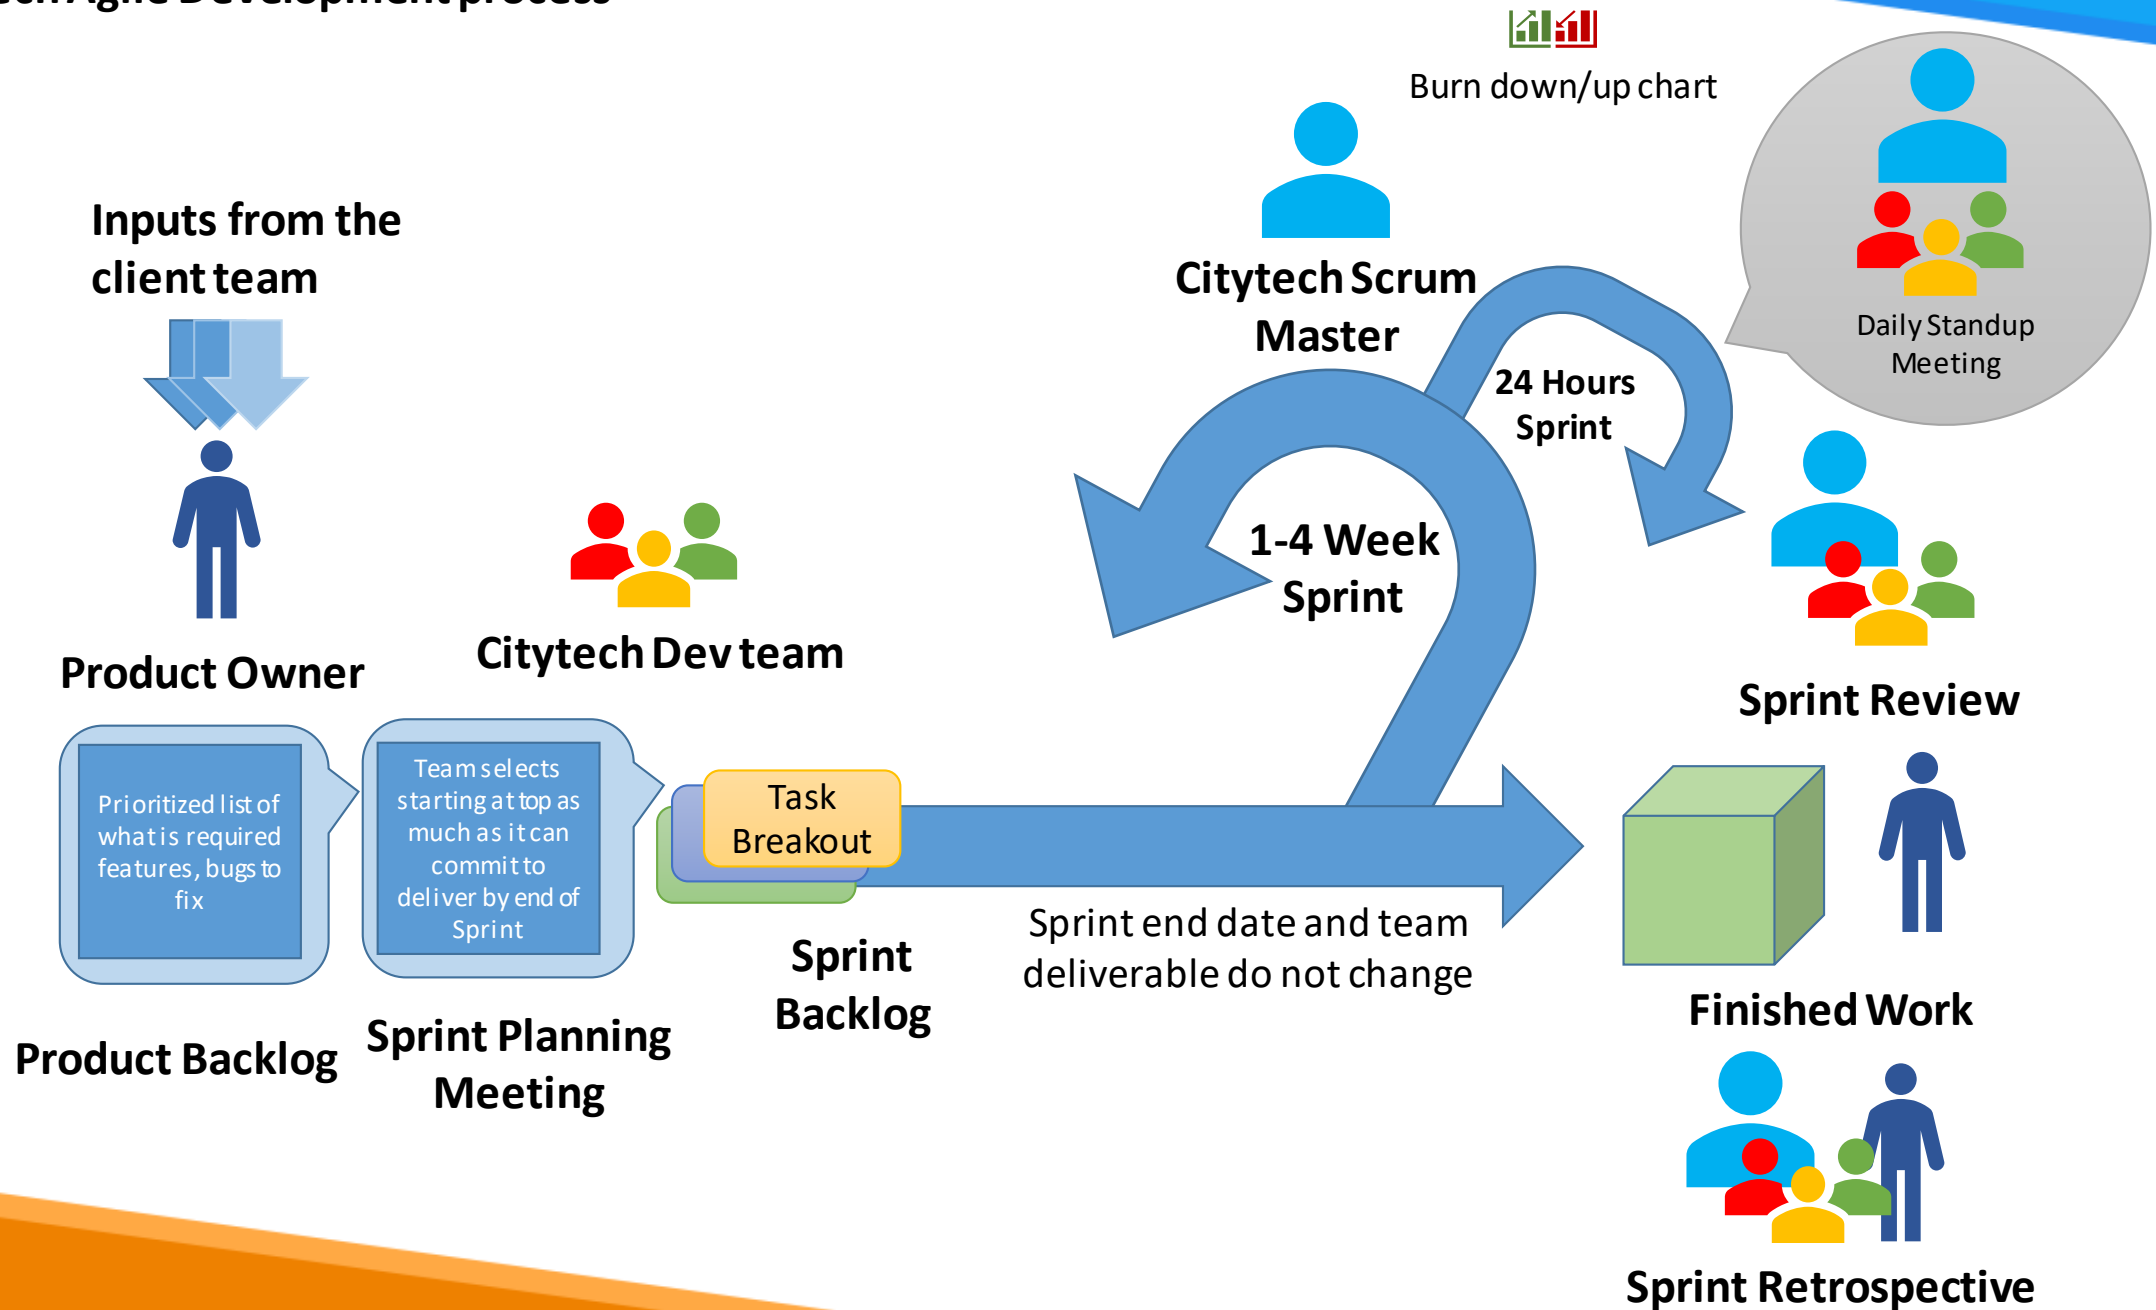 Agile Development process
Burn down/up chart
Inputs from the
client team
Citytech Scrum
Master
Daily Standup
Meeting
24 Hours
Sprint
1-4 Week
Sprint
Product Owner
Citytech Dev team
Sprint Review
Prioritized list of
what is required
features, bugs to
fix
Team selects
starting at top as
much as it can
commit to
deliver by end of
Sprint
Task
Breakout
Sprint end date and team
deliverable do not change
Product Backlog
Sprint Planning
Meeting
Sprint
Backlog
Finished Work
Sprint Retrospective